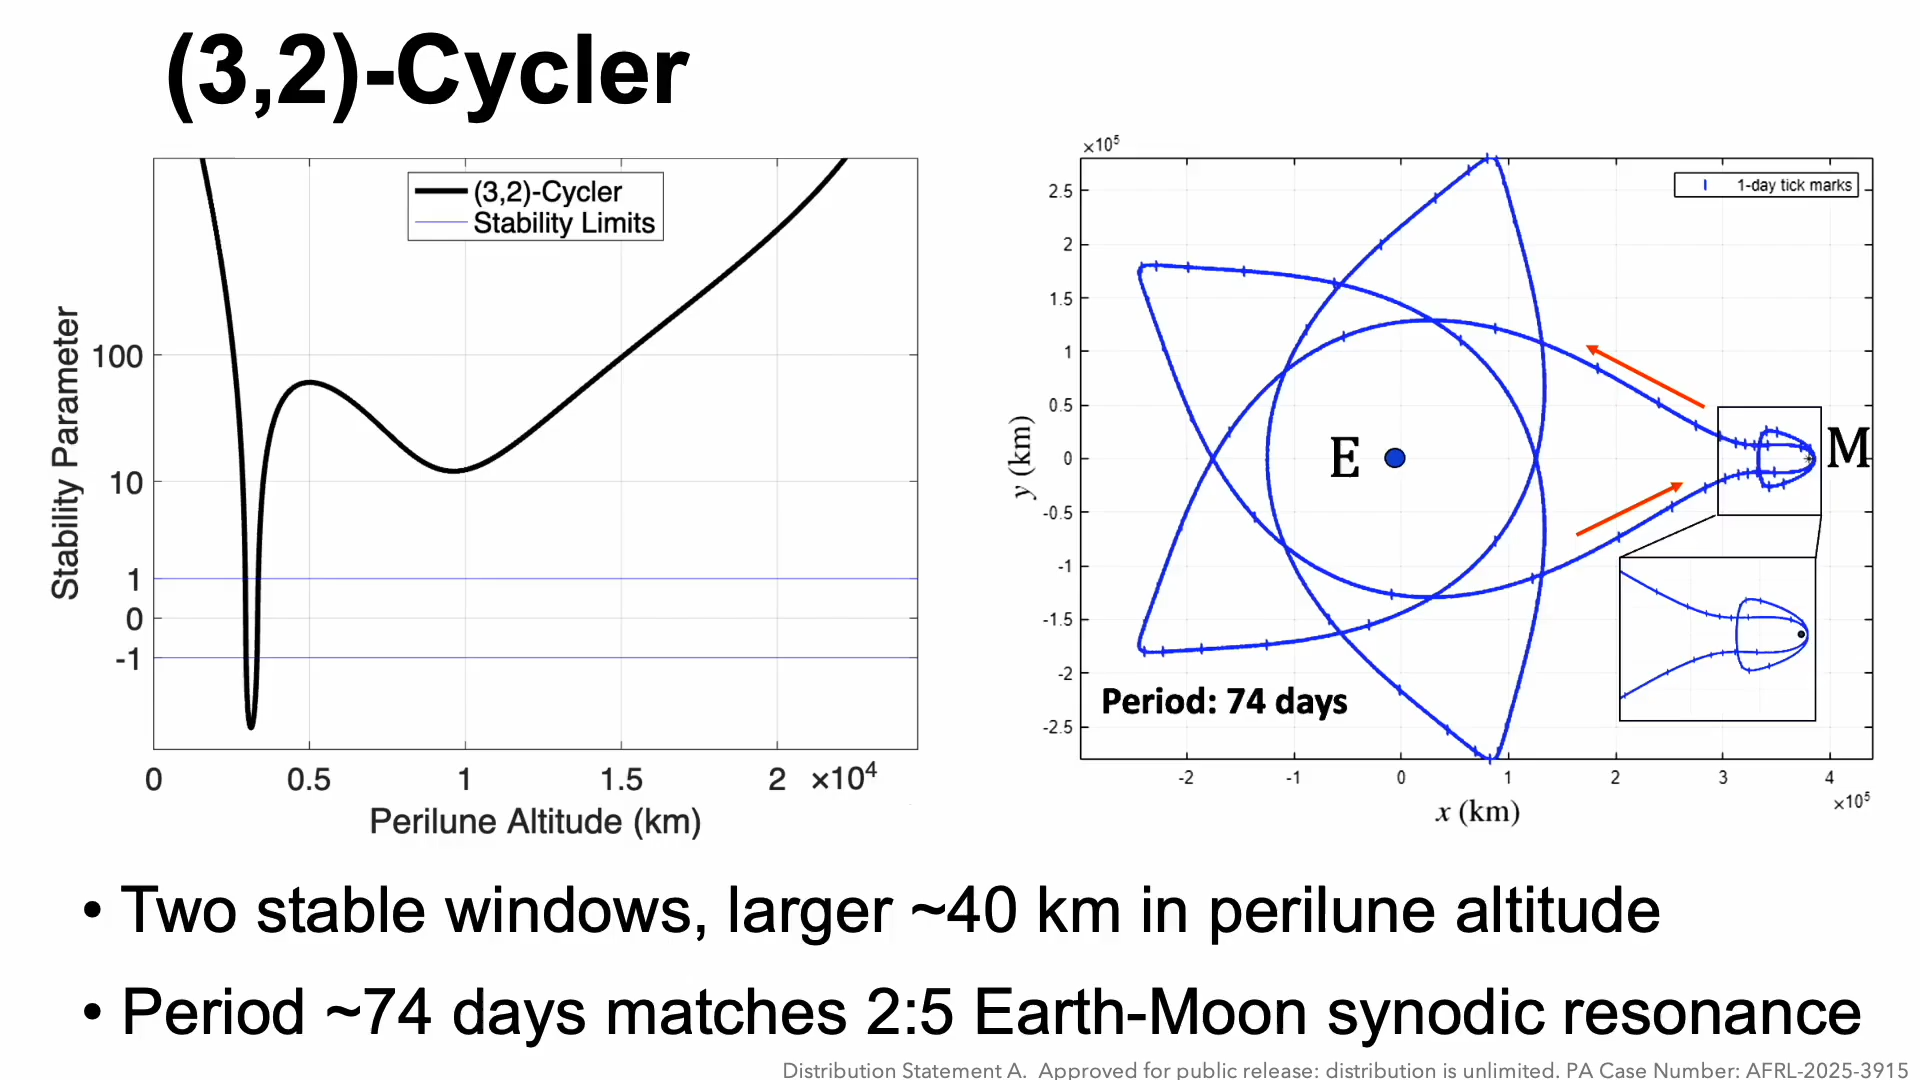 (3,2)-Cycler
(3,2)-Cycler
Stability Limits
Stability Parameter
100
10
1
0
-1
0
0.5
1
1.5
2
×10⁴
Perilune Altitude (km)
×10⁵
1-day tick marks
2.5
2
1.5
1
0.5
0
-0.5
-1
-1.5
-2
-2.5
y (km)
E
M
Period: 74 days
-2
-1
0
1
2
3
4
×10⁵
x (km)
• Two stable windows, larger ~40 km in perilune altitude
• Period ~74 days matches 2:5 Earth-Moon synodic resonance
Distribution Statement A. Approved for public release: distribution is unlimited. PA Case Number: AFRL-2025-3915